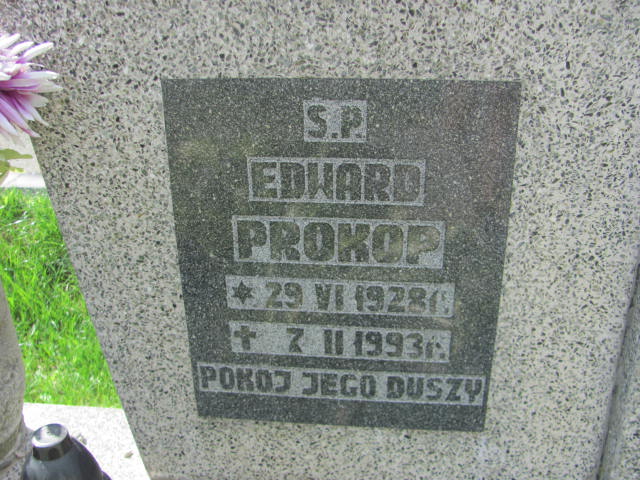 S.P.
EDWARD
PROKOP
* 29 VI 1928r.
✝ 7 II 1993r.
POKOJ JEGO DUSZY